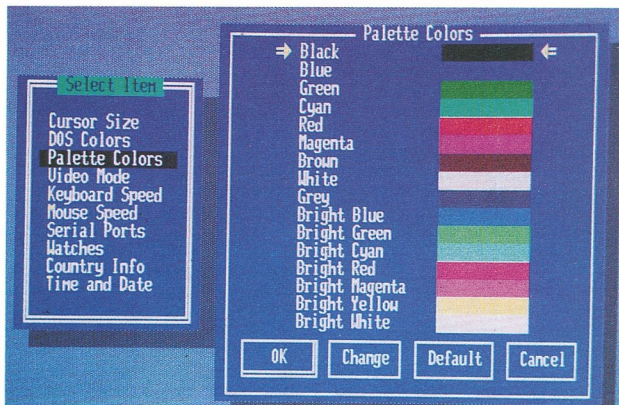 Select Item
Cursor Size
DOS Colors
Palette Colors
Video Mode
Keyboard Speed
Mouse Speed
Serial Ports
Watches
Country Info
Time and Date
Palette Colors
Black
Blue
Green
Cyan
Red
Magenta
Brown
White
Grey
Bright Blue
Bright Green
Bright Cyan
Bright Red
Bright Magenta
Bright Yellow
Bright White
OK Change Default Cancel